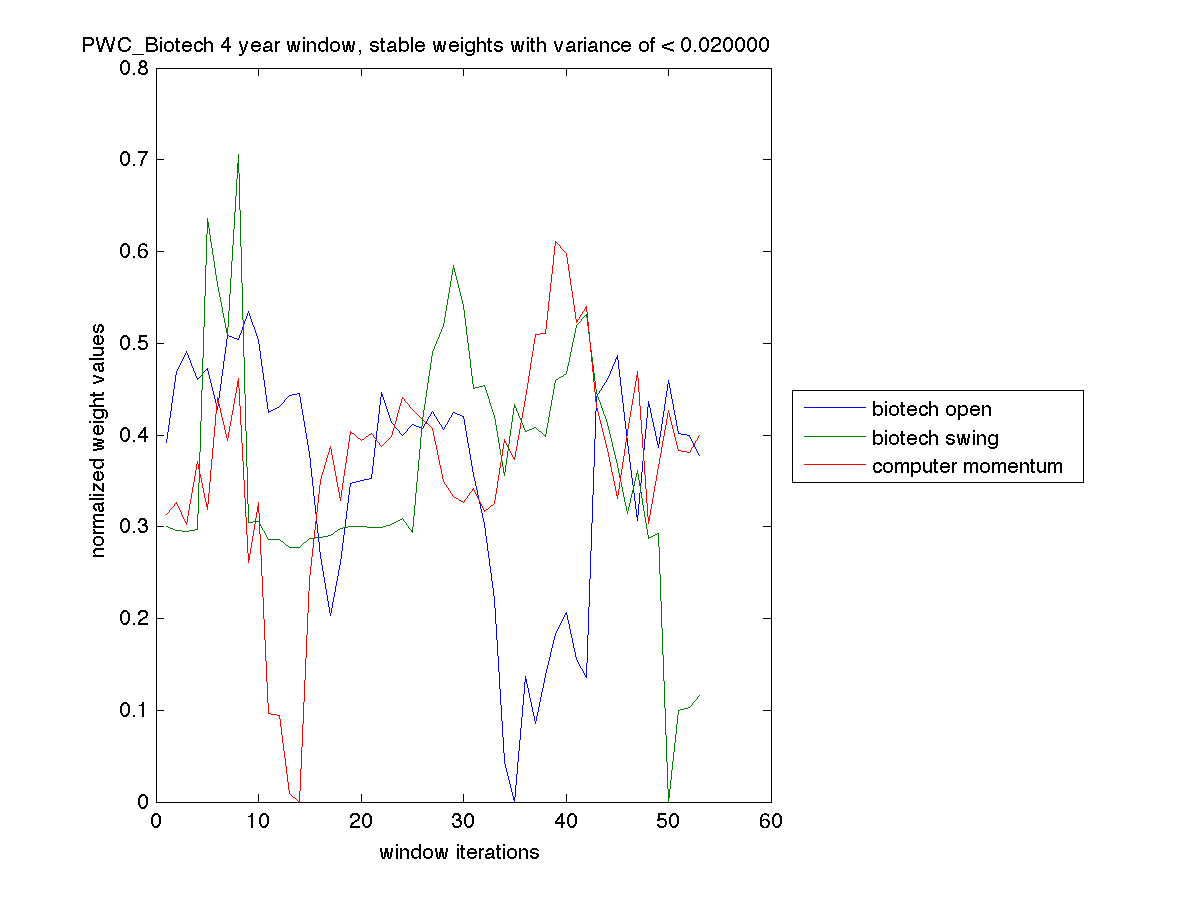 PWC_Biotech 4 year window, stable weights with variance of < 0.020000
0.8
0.7
0.6
0.5
0.4
0.3
0.2
0.1
0
normalized weight values
0 10 20 30 40 50 60
window iterations
biotech open
biotech swing
computer momentum